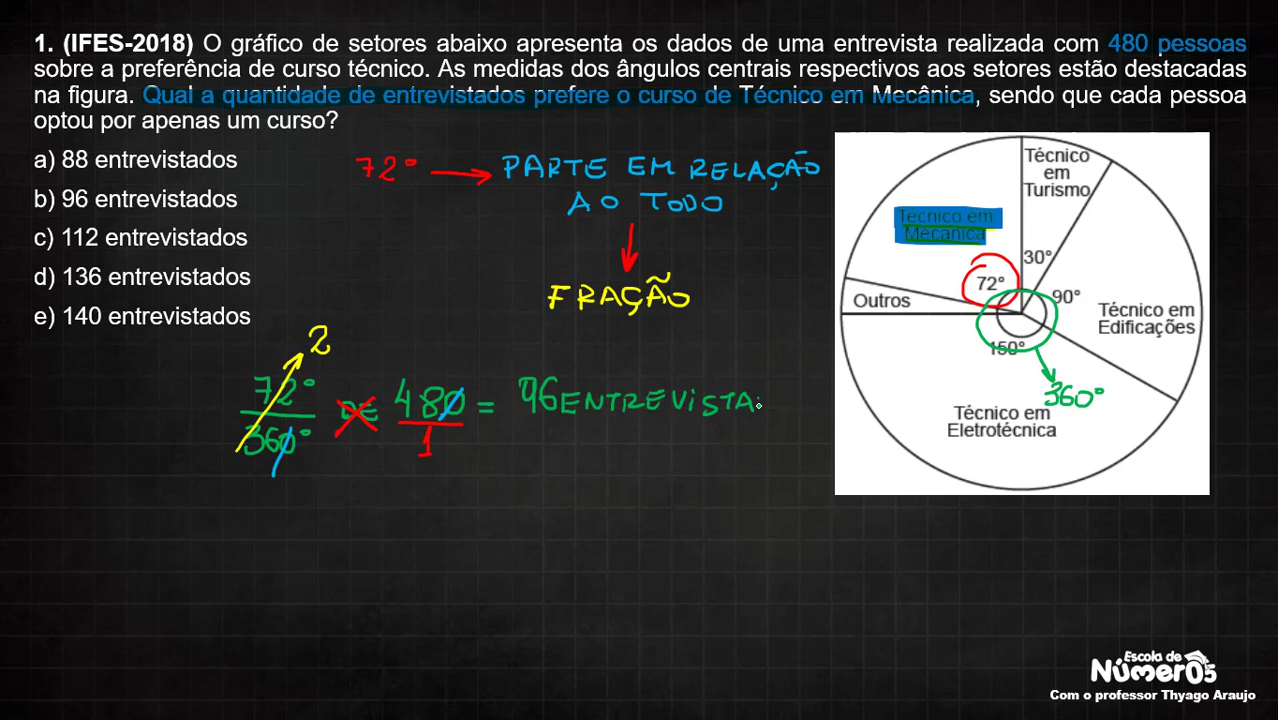 1. (IFES-2018) O gráfico de setores abaixo apresenta os dados de uma entrevista realizada com 480 pessoas
sobre a preferência de curso técnico. As medidas dos ângulos centrais respectivos aos setores estão destacadas
na figura. Qual a quantidade de entrevistados prefere o curso de Técnico em Mecânica, sendo que cada pessoa
optou por apenas um curso?
a) 88 entrevistados
b) 96 entrevistados
c) 112 entrevistados
d) 136 entrevistados
e) 140 entrevistados
72° → PARTE EM RELAÇÃO
AO TODO
FRAÇÃO
2
72° DE 480 = 96 ENTREVISTA
360° 1
Técnico
em
Turismo
Técnico em
Mecânica
30°
72°
90°
Outros
Técnico em
Edificações
150°
360°
Técnico em
Eletrotécnica
Escola de
Númer05
Com o professor Thyago Araujo